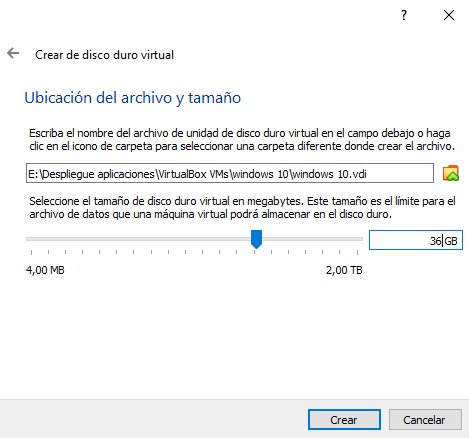 ?
Crear de disco duro virtual
Ubicación del archivo y tamaño
Escriba el nombre del archivo de unidad de disco duro virtual en el campo debajo o haga
clic en el icono de carpeta para seleccionar una carpeta diferente donde crear el archivo.
E:\Despliegue aplicaciones\VirtualBox VMs\windows 10\windows 10.vdi
Seleccione el tamaño de disco duro virtual en megabytes. Este tamaño es el límite para el
archivo de datos que una máquina virtual podrá almacenar en el disco duro.
36 GB
4,00 MB 2,00 TB
Crear Cancelar